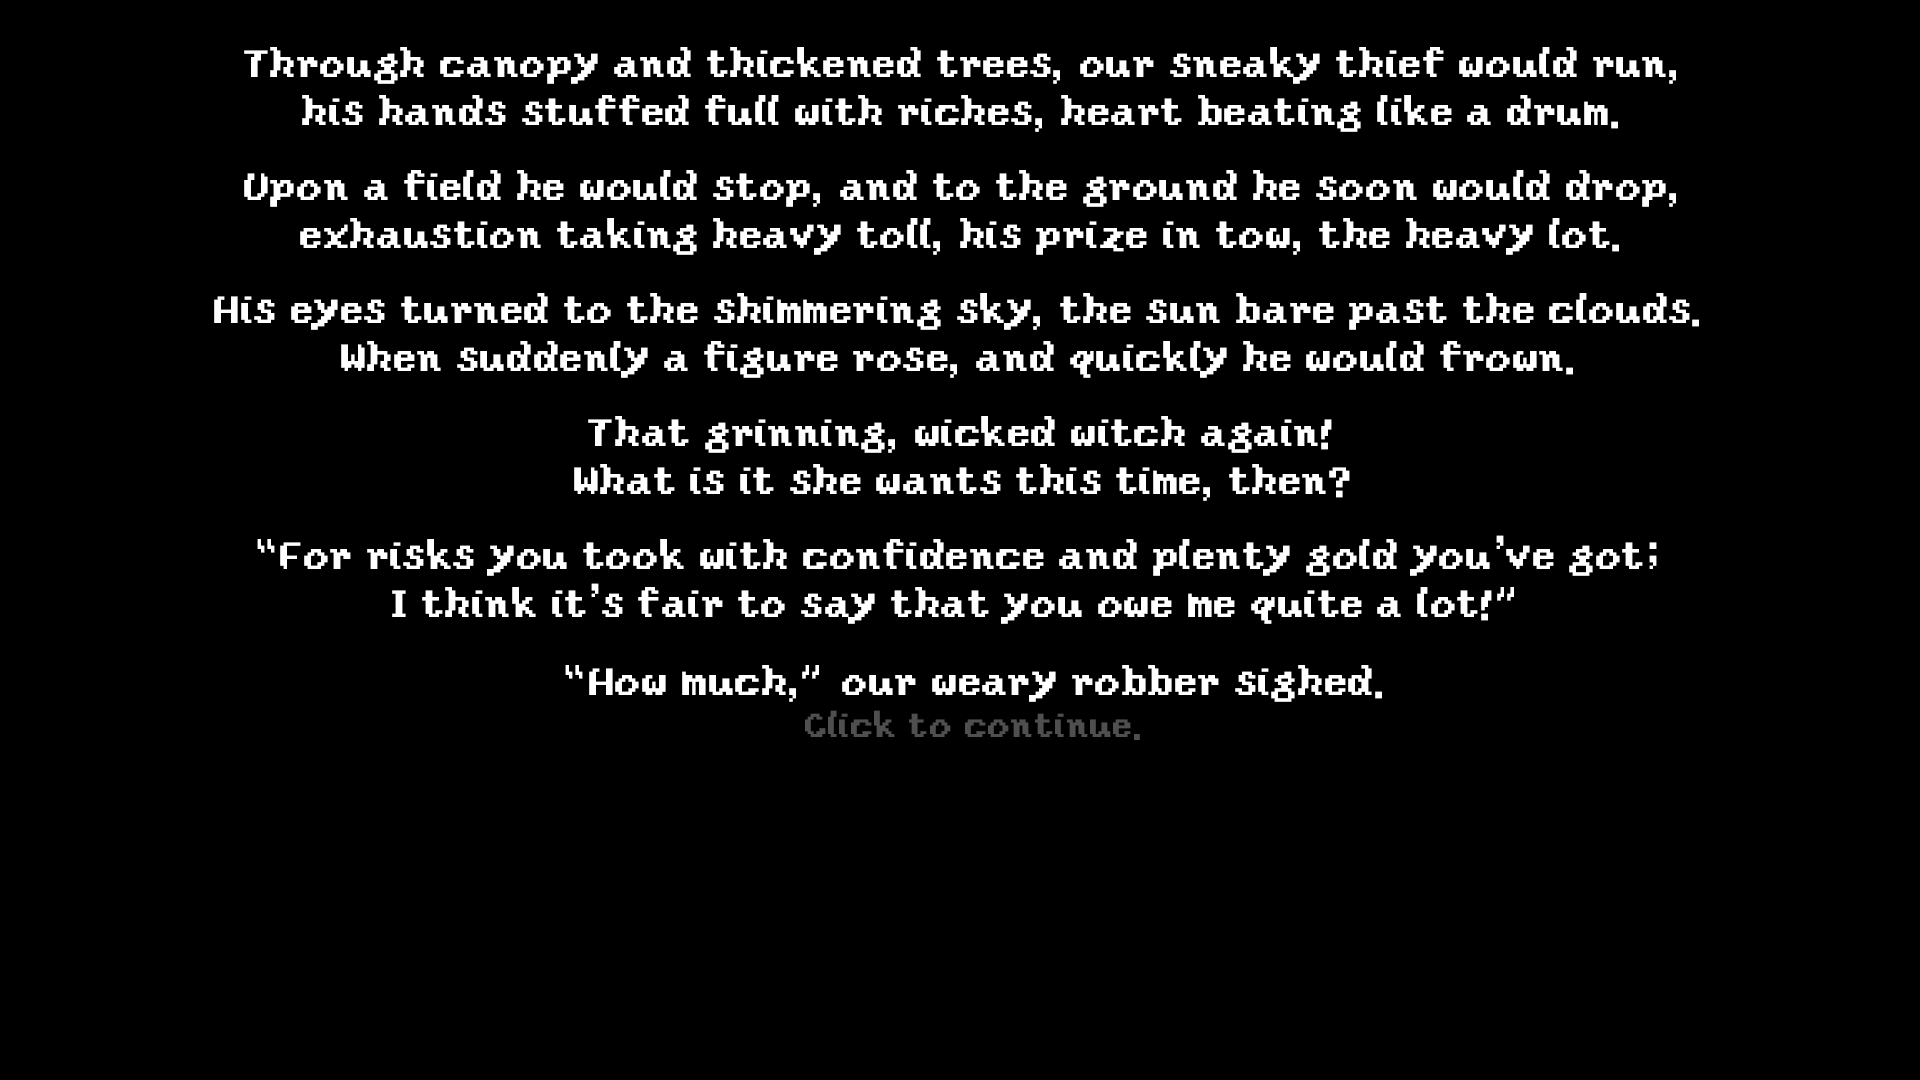 Through canopy and thickened trees, our sneaky thief would run,
his hands stuffed full with riches, heart beating like a drum.
Upon a field he would stop, and to the ground he soon would drop,
exhaustion taking heavy toll, his prize in tow, the heavy lot.
His eyes turned to the shimmering sky, the sun bare past the clouds.
When suddenly a figure rose, and quickly he would frown.
That grinning, wicked witch again!
What is it she wants this time, then?
“For risks you took with confidence and plenty gold you’ve got;
I think it’s fair to say that you owe me quite a lot!”
“How much,” our weary robber sighed.
Click to continue.